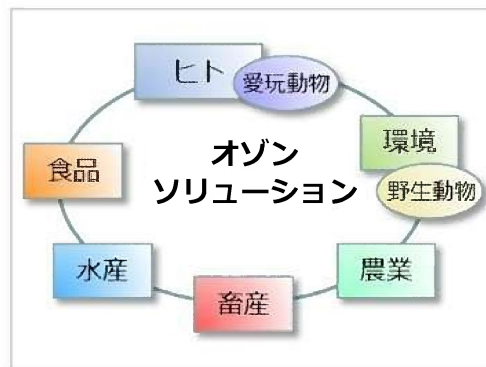 ヒト
愛玩動物
環境
野生動物
農業
畜産
水産
食品
オゾン
ソリューション